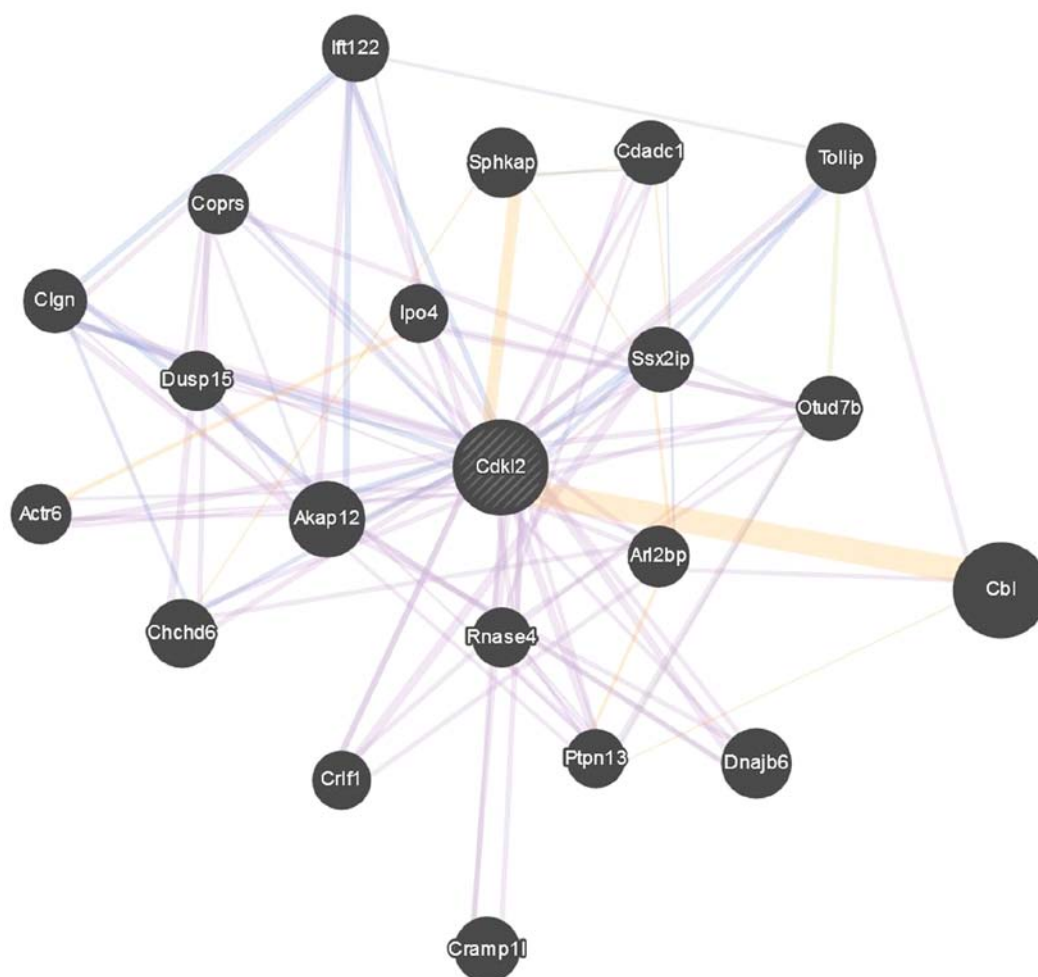 Ift122
Sphkap
Cdadc1
Tollip
Coprs
Clgn
Ipo4
Dusp15
Ssx2ip
Otud7b
Cdkl2
Actr6
Akap12
Arl2bp
Cbl
Chchd6
Rnase4
Crlf1
Ptpn13
Dnajb6
Cramp1l